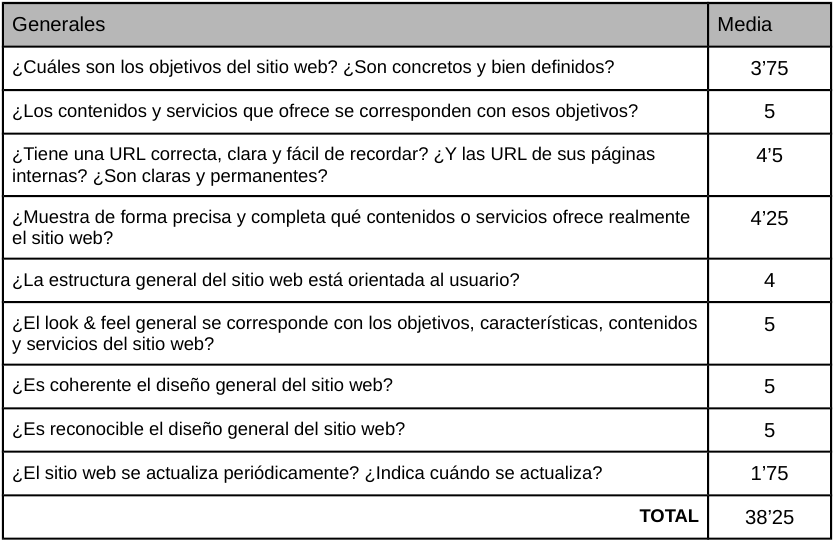 Generales Media
¿Cuáles son los objetivos del sitio web? ¿Son concretos y bien definidos? 3’75
¿Los contenidos y servicios que ofrece se corresponden con esos objetivos? 5
¿Tiene una URL correcta, clara y fácil de recordar? ¿Y las URL de sus páginas 4’5
internas? ¿Son claras y permanentes?
¿Muestra de forma precisa y completa qué contenidos o servicios ofrece realmente 4’25
el sitio web?
¿La estructura general del sitio web está orientada al usuario? 4
¿El look & feel general se corresponde con los objetivos, características, contenidos 5
y servicios del sitio web?
¿Es coherente el diseño general del sitio web? 5
¿Es reconocible el diseño general del sitio web? 5
¿El sitio web se actualiza periódicamente? ¿Indica cuándo se actualiza? 1’75
TOTAL 38’25